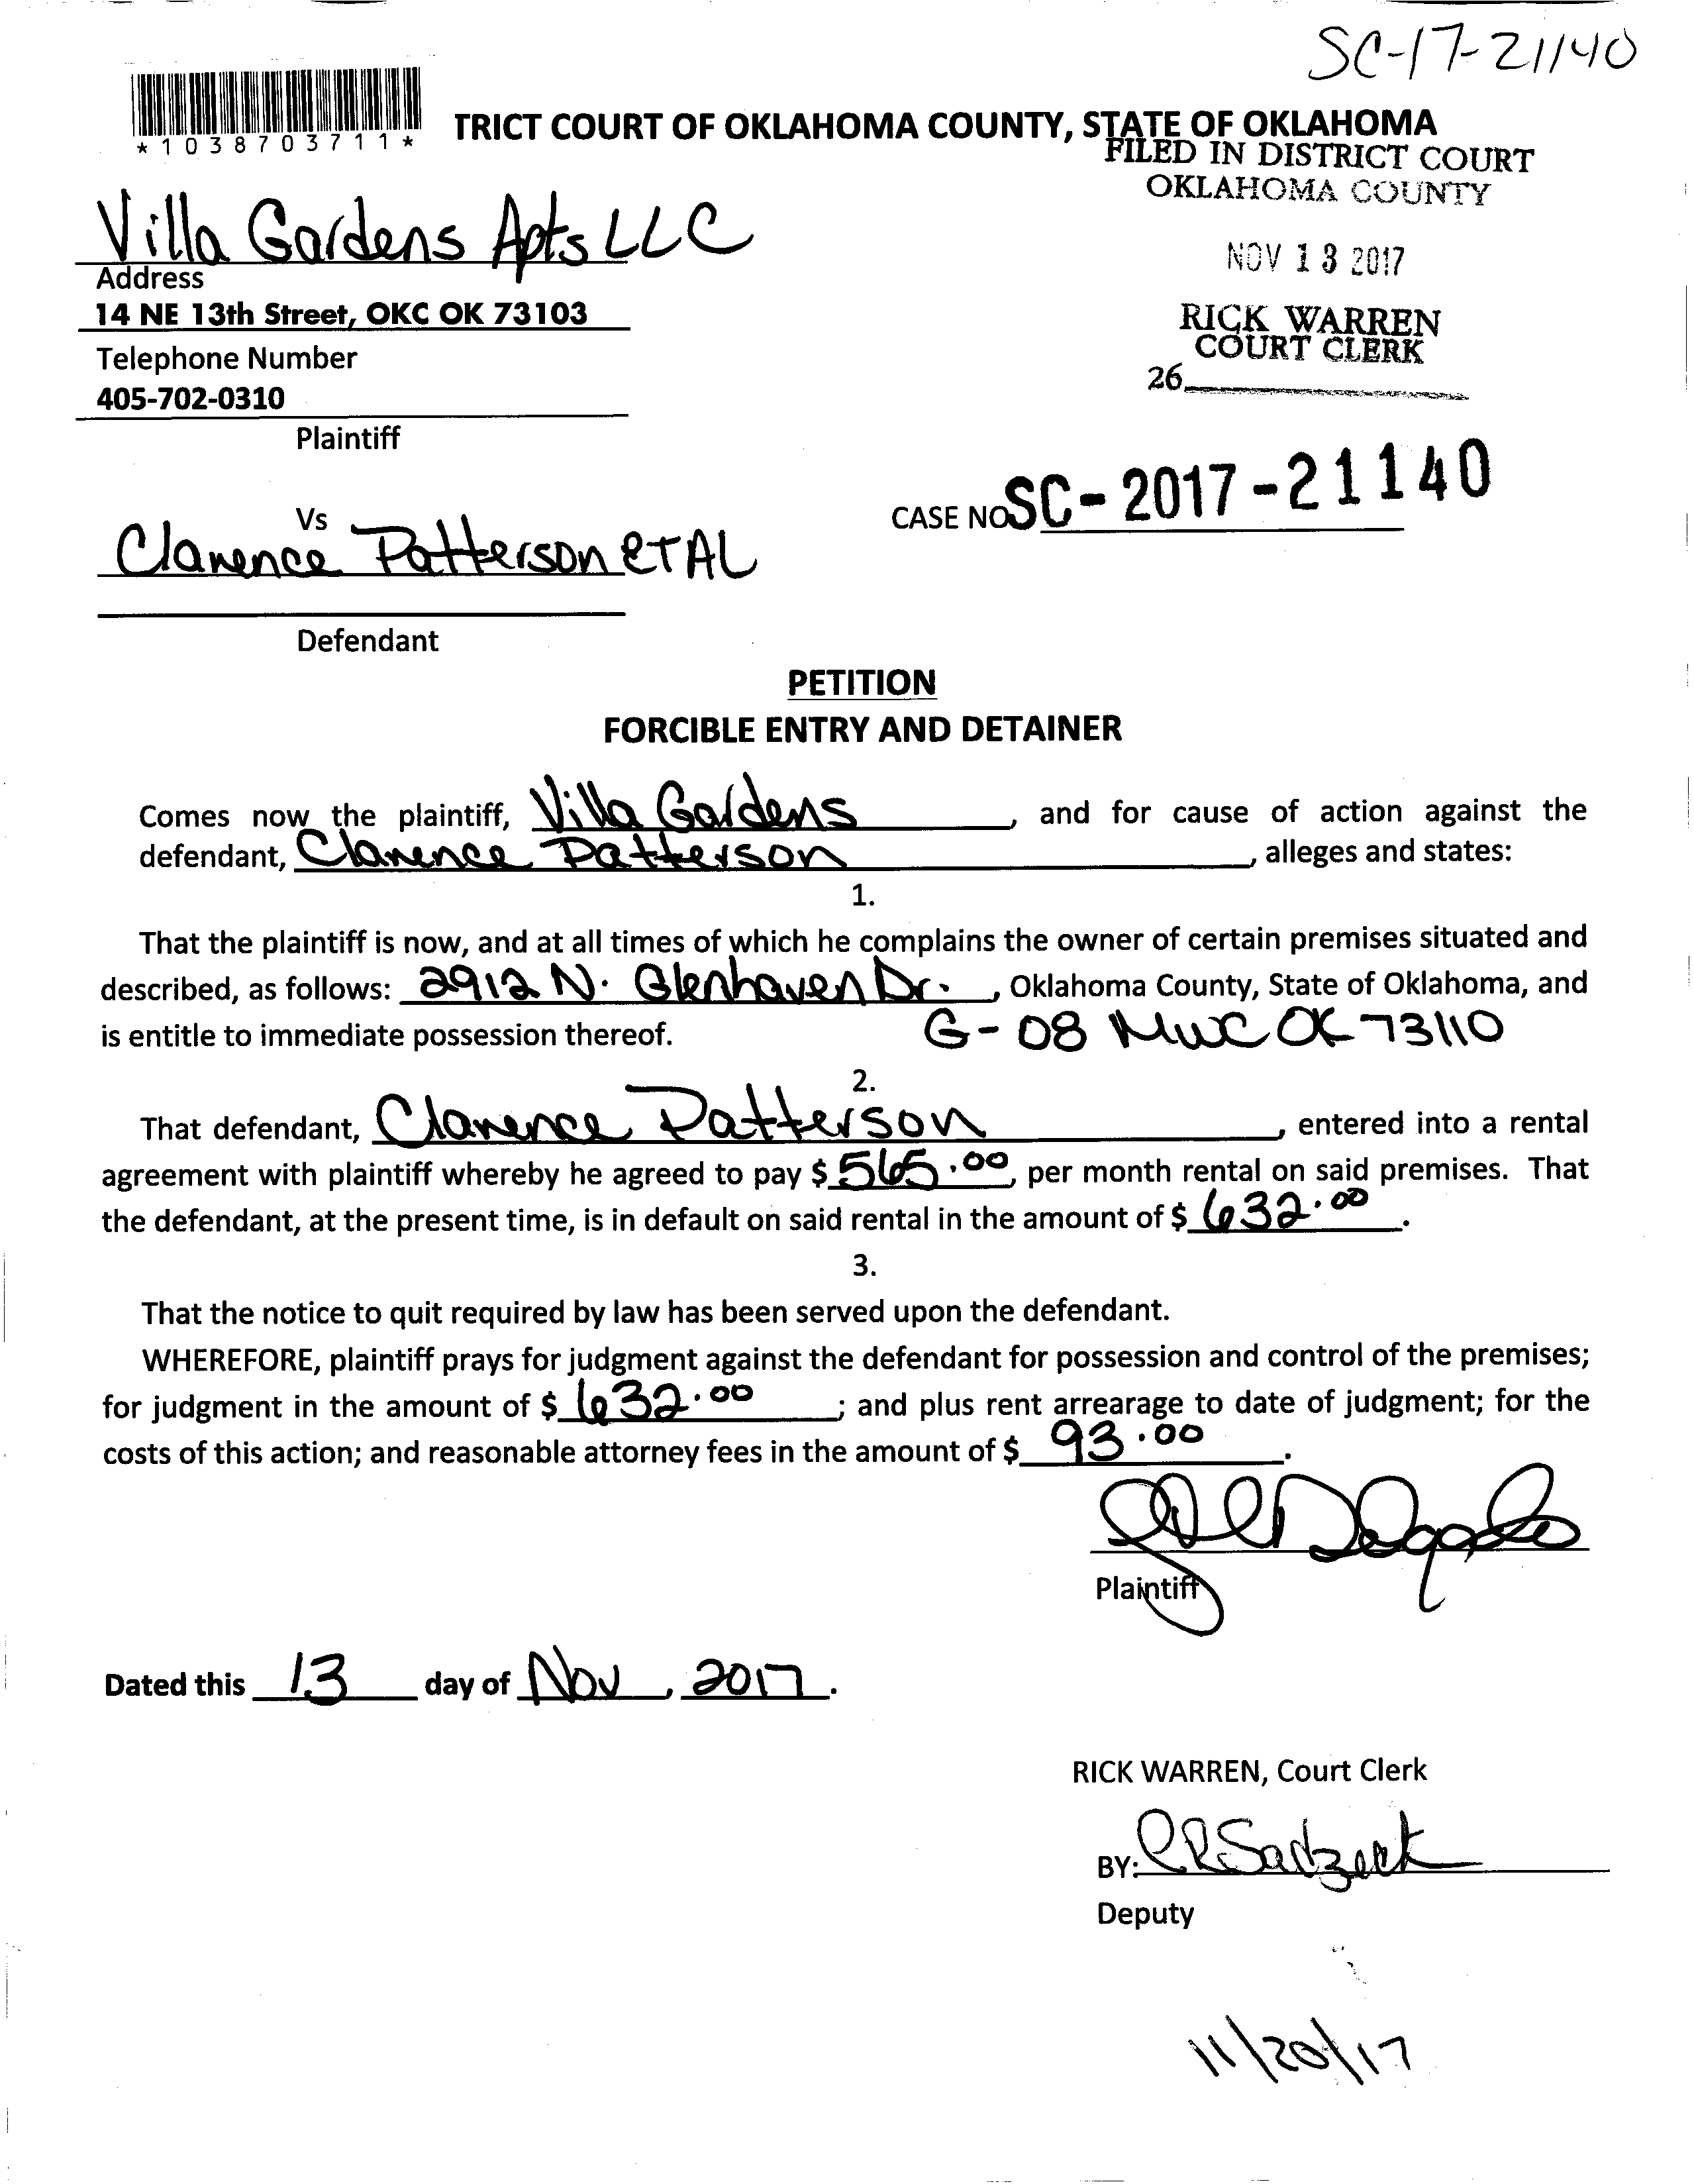 SC-17-21140
*1038703711*
TRICT COURT OF OKLAHOMA COUNTY, STATE OF OKLAHOMA
FILED IN DISTRICT COURT
OKLAHOMA COUNTY
Villa Gardens Apts LLC
NOV 13 2017
Address
14 NE 13th Street, OKC OK 73103
RICK WARREN
COURT CLERK
Telephone Number
26
405-702-0310
Plaintiff
CASE NO SC-2017-21140
Vs
Clarence Patterson et AL
Defendant
PETITION
FORCIBLE ENTRY AND DETAINER
Comes now the plaintiff, Villa Gardens, and for cause of action against the
defendant, Clarence Patterson, alleges and states:
1.
That the plaintiff is now, and at all times of which he complains the owner of certain premises situated and
described, as follows: 2912 N. Glenhaven Dr., Oklahoma County, State of Oklahoma, and
is entitle to immediate possession thereof. G-08 MWC OK 73110
2.
That defendant, Clarence Patterson, entered into a rental
agreement with plaintiff whereby he agreed to pay $ 565.00, per month rental on said premises. That
the defendant, at the present time, is in default on said rental in the amount of $ 632.00.
3.
That the notice to quit required by law has been served upon the defendant.
WHEREFORE, plaintiff prays for judgment against the defendant for possession and control of the premises;
for judgment in the amount of $ 632.00; and plus rent arrearage to date of judgment; for the
costs of this action; and reasonable attorney fees in the amount of $ 93.00.
Plaintiff
Dated this 13 day of Nov, 2017.
RICK WARREN, Court Clerk
BY:
Deputy
11/20/17